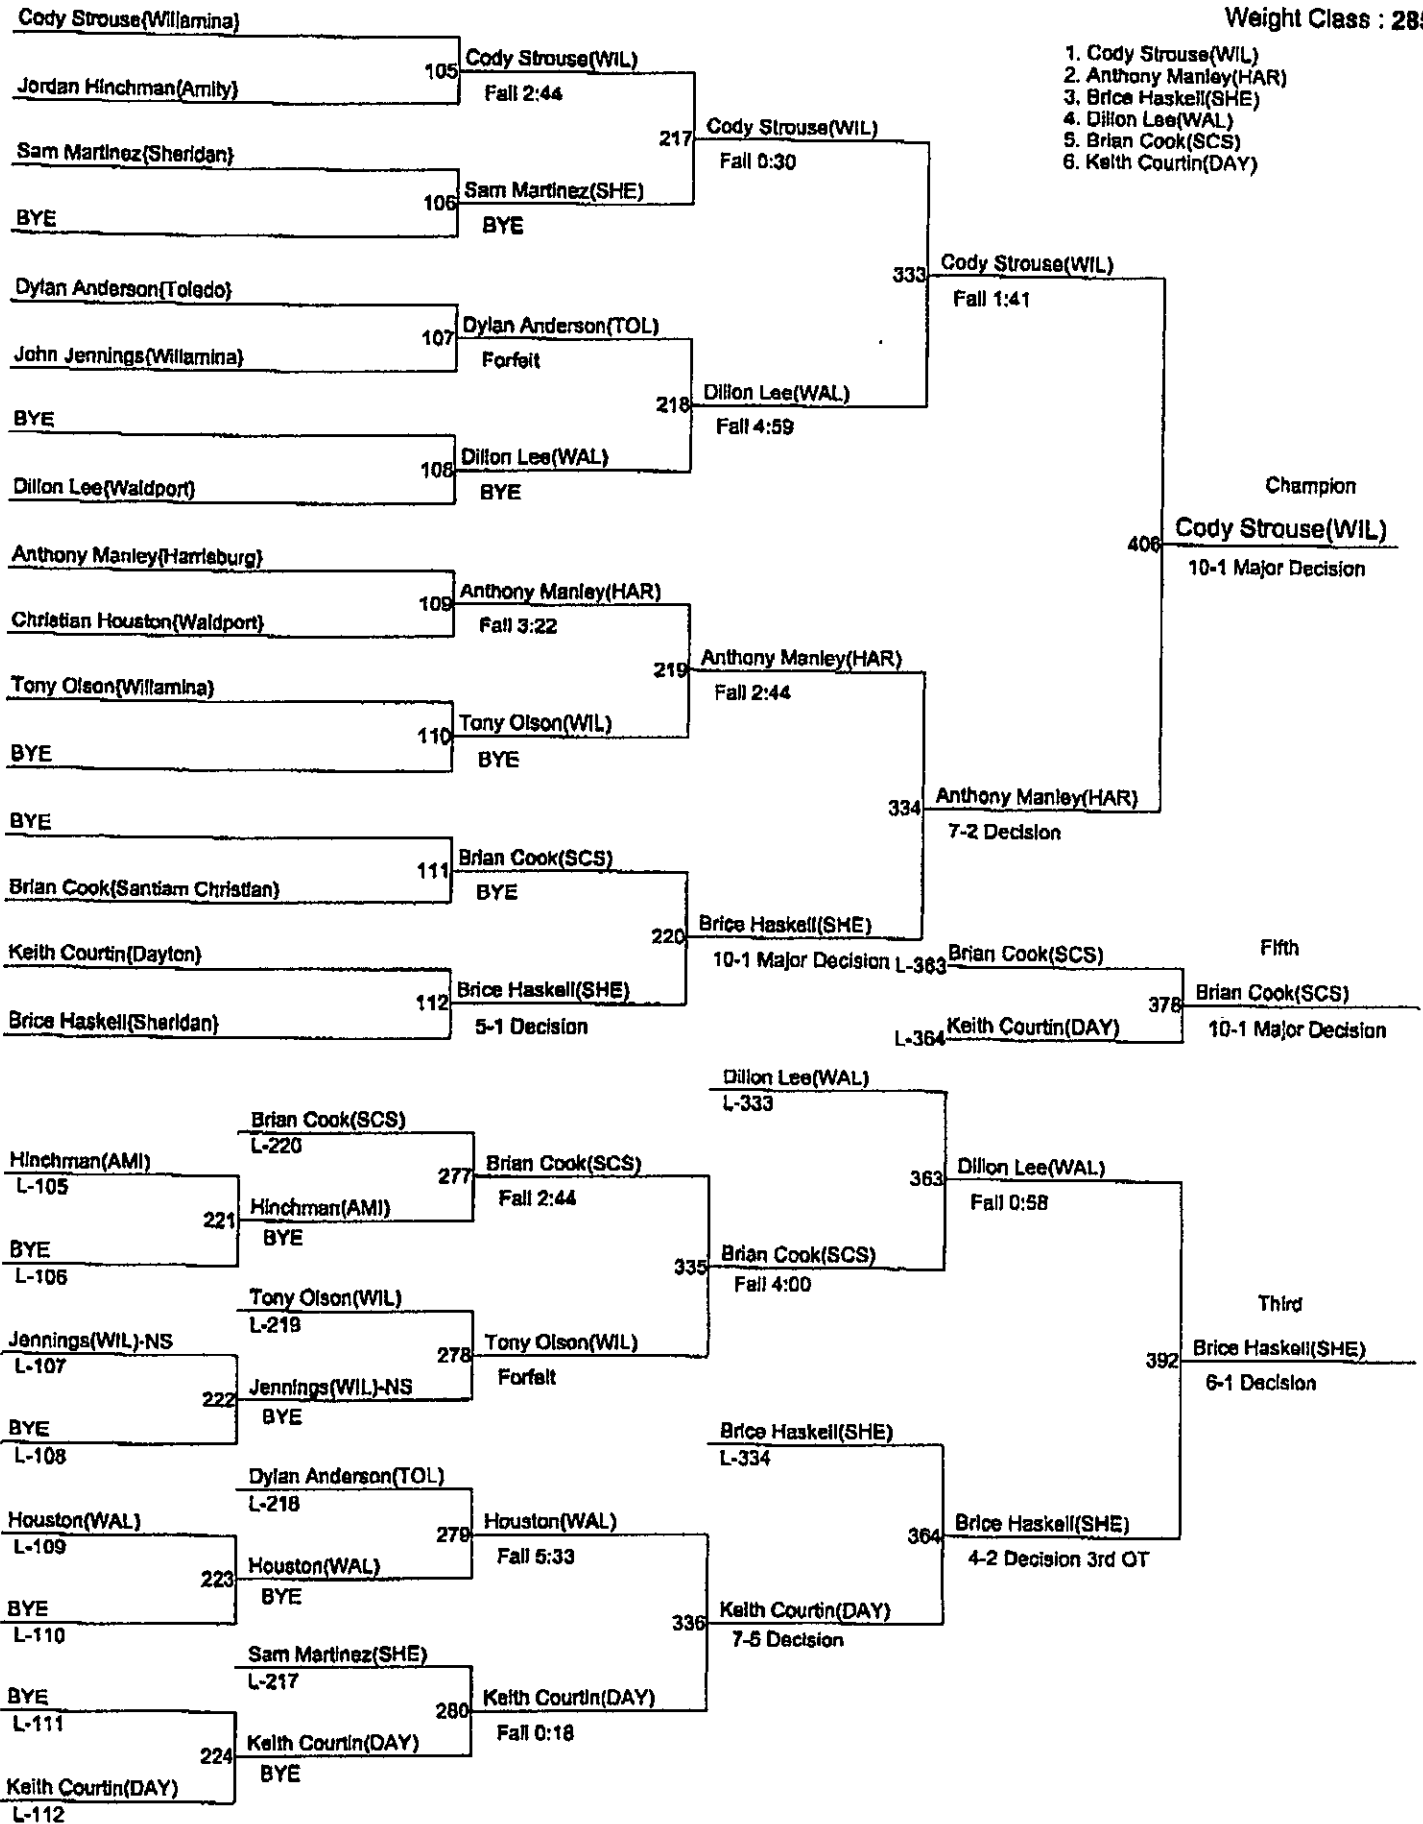 Weight Class : 285
1. Cody Strouse(WIL)
2. Anthony Manley(HAR)
3. Brice Haskell(SHE)
4. Dillon Lee(WAL)
5. Brian Cook(SCS)
6. Keith Courtin(DAY)
Cody Strouse{Willamina}
105 Cody Strouse(WIL)
Jordan Hinchman{Amity}
Fall 2:44
217 Cody Strouse(WIL)
Fall 0:30
Sam Martinez{Sheridan}
106 Sam Martinez(SHE)
BYE
BYE
333 Cody Strouse(WIL)
Fall 1:41
Dylan Anderson{Toledo}
107 Dylan Anderson(TOL)
John Jennings{Willamina}
Forfeit
218 Dillon Lee(WAL)
Fall 4:59
BYE
108 Dillon Lee(WAL)
Dillon Lee{Waldport}
BYE
Champion
406 Cody Strouse(WIL)
10-1 Major Decision
Anthony Manley{Harrisburg}
109 Anthony Manley(HAR)
Christian Houston{Waldport}
Fall 3:22
219 Anthony Manley(HAR)
Fall 2:44
Tony Olson{Willamina}
110 Tony Olson(WIL)
BYE
BYE
334 Anthony Manley(HAR)
7-2 Decision
BYE
111 Brian Cook(SCS)
Brian Cook{Santiam Christian}
BYE
220 Brice Haskell(SHE)
10-1 Major Decision
Keith Courtin{Dayton}
112 Brice Haskell(SHE)
Brice Haskell{Sheridan}
5-1 Decision
L-363 Brian Cook(SCS)
Fifth
378 Brian Cook(SCS)
10-1 Major Decision
L-364 Keith Courtin(DAY)
Dillon Lee(WAL)
L-333
Brian Cook(SCS)
L-220
Hinchman(AMI)
L-105
277 Brian Cook(SCS)
Fall 2:44
363 Dillon Lee(WAL)
Fall 0:58
221 Hinchman(AMI)
BYE
BYE
L-106
335 Brian Cook(SCS)
Fall 4:00
Tony Olson(WIL)
L-219
Jennings(WIL)-NS
L-107
278 Tony Olson(WIL)
Forfeit
Third
392 Brice Haskell(SHE)
6-1 Decision
222 Jennings(WIL)-NS
BYE
BYE
L-108
Brice Haskell(SHE)
L-334
Dylan Anderson(TOL)
L-218
Houston(WAL)
L-109
279 Houston(WAL)
Fall 5:33
364 Brice Haskell(SHE)
4-2 Decision 3rd OT
223 Houston(WAL)
BYE
BYE
L-110
336 Keith Courtin(DAY)
Decision
Sam Martinez(SHE)
L-217
BYE
L-111
280 Keith Courtin(DAY)
Fall 0:18
224 Keith Courtin(DAY)
BYE
Keith Courtin(DAY)
L-112